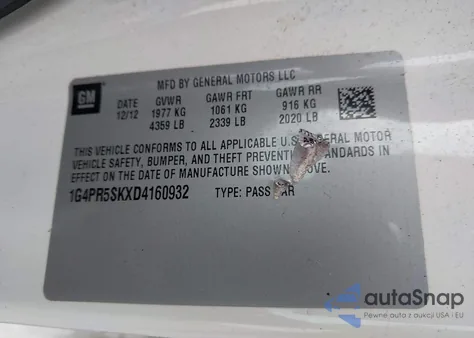 GM
MFD BY GENERAL MOTORS LLC
DATE GVWR GAWR FRT GAWR RR
12/12 1977 KG 1061 KG 916 KG
4359 LB 2339 LB 2020 LB
THIS VEHICLE CONFORMS TO ALL APPLICABLE U.S. GENERAL MOTOR
VEHICLE SAFETY, BUMPER, AND THEFT PREVENTION STANDARDS IN
EFFECT ON THE DATE OF MANUFACTURE SHOWN ABOVE.
1G4PR5SKXD4160932 TYPE: PASS CAR
autoSnap
Pewne auta z aukcji USA i EU